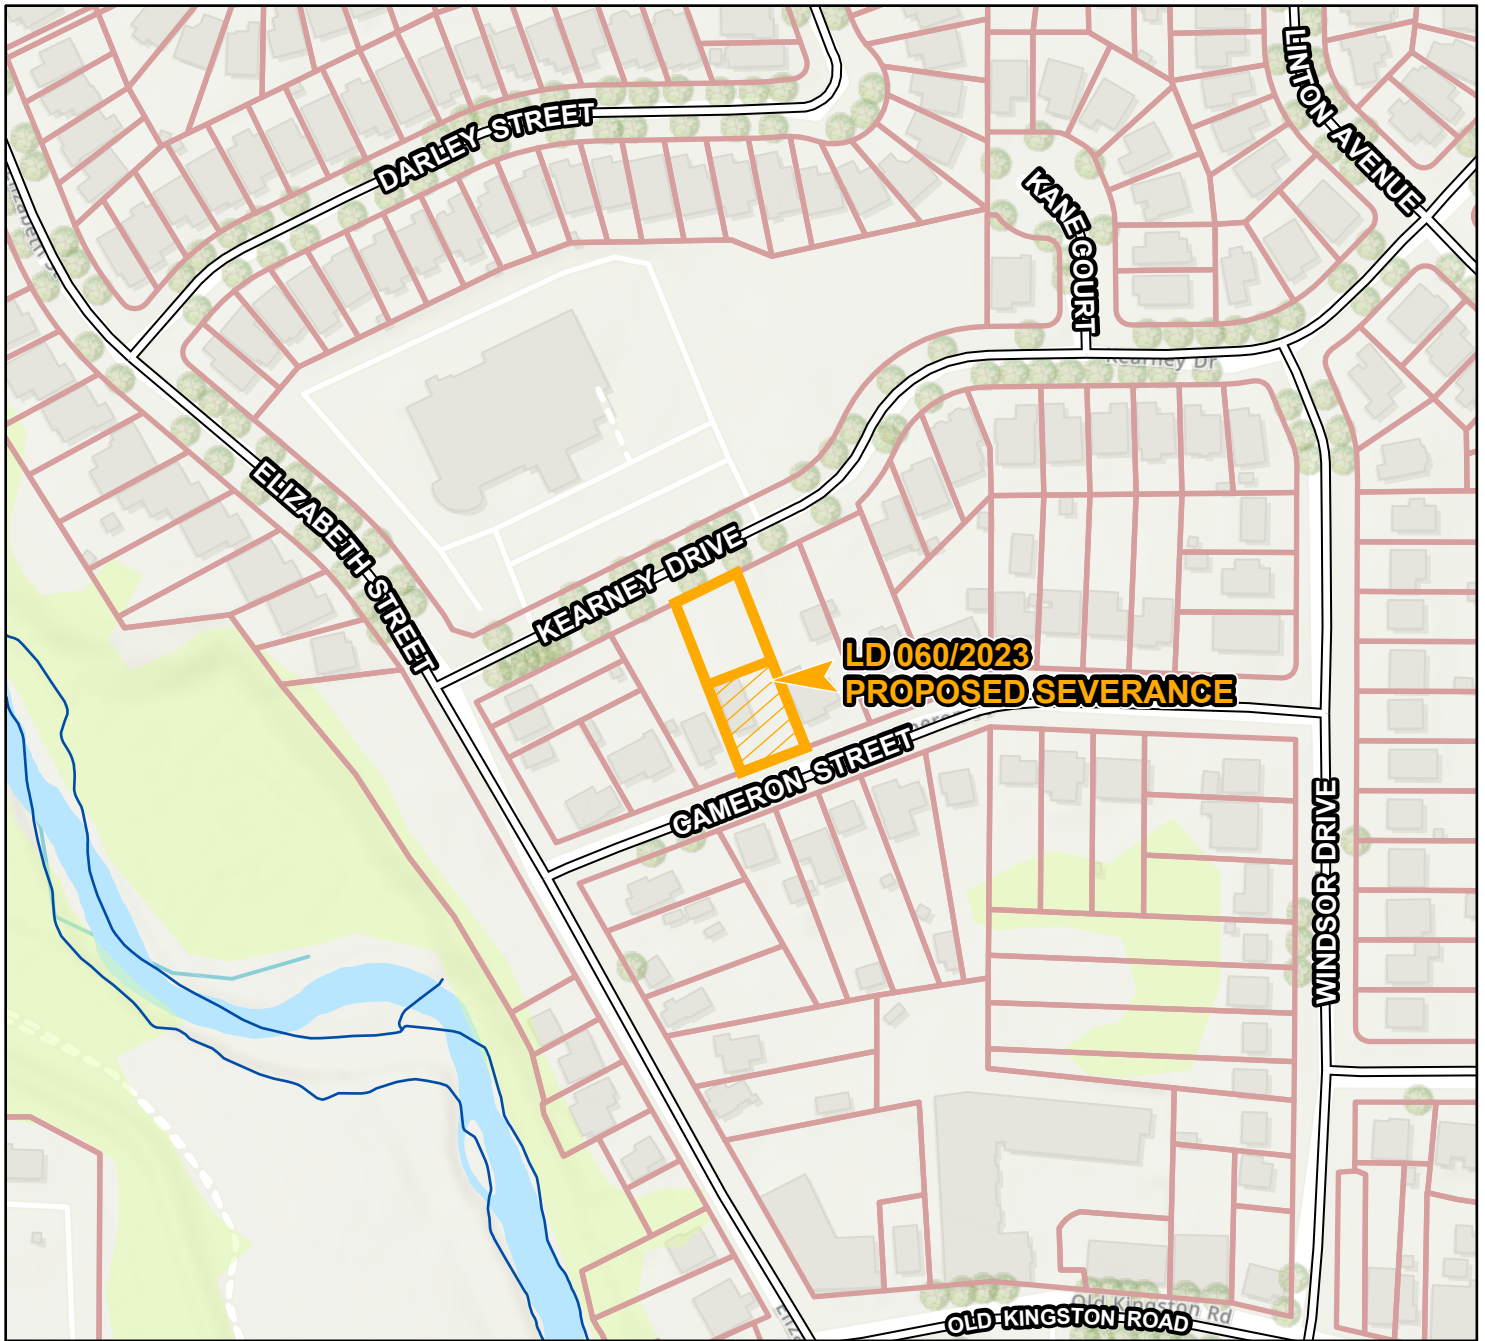 LINTON AVENUE
DARLEY STREET
KANE COURT
Kearney Dr
ELIZABETH STREET
KEARNEY DRIVE
LD 060/2023
PROPOSED SEVERANCE
CAMERON STREET
WINDSOR DRIVE
Old Kingston Rd
OLD KINGSTON ROAD